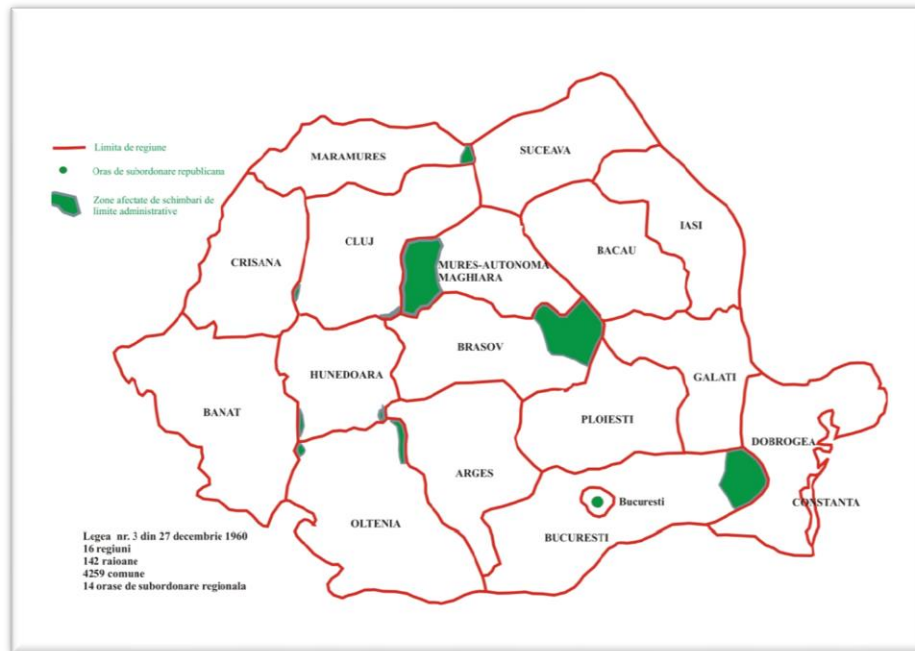 Limita de regiune
Oras de subordonare republicana
Zone afectate de schimbari de
limite administrative
MARAMURES
SUCEAVA
IASI
CLUJ
CRISANA
MURES-AUTONOMA
MAGHIARA
BACAU
BRASOV
HUNEDOARA
GALATI
BANAT
PLOIESTI
DOBROGEA
ARGES
CONSTANTA
Bucuresti
OLTENIA
BUCURESTI
Legea nr. 3 din 27 decembrie 1960
16 regiuni
142 raioane
4259 comune
14 orase de subordonare regionala